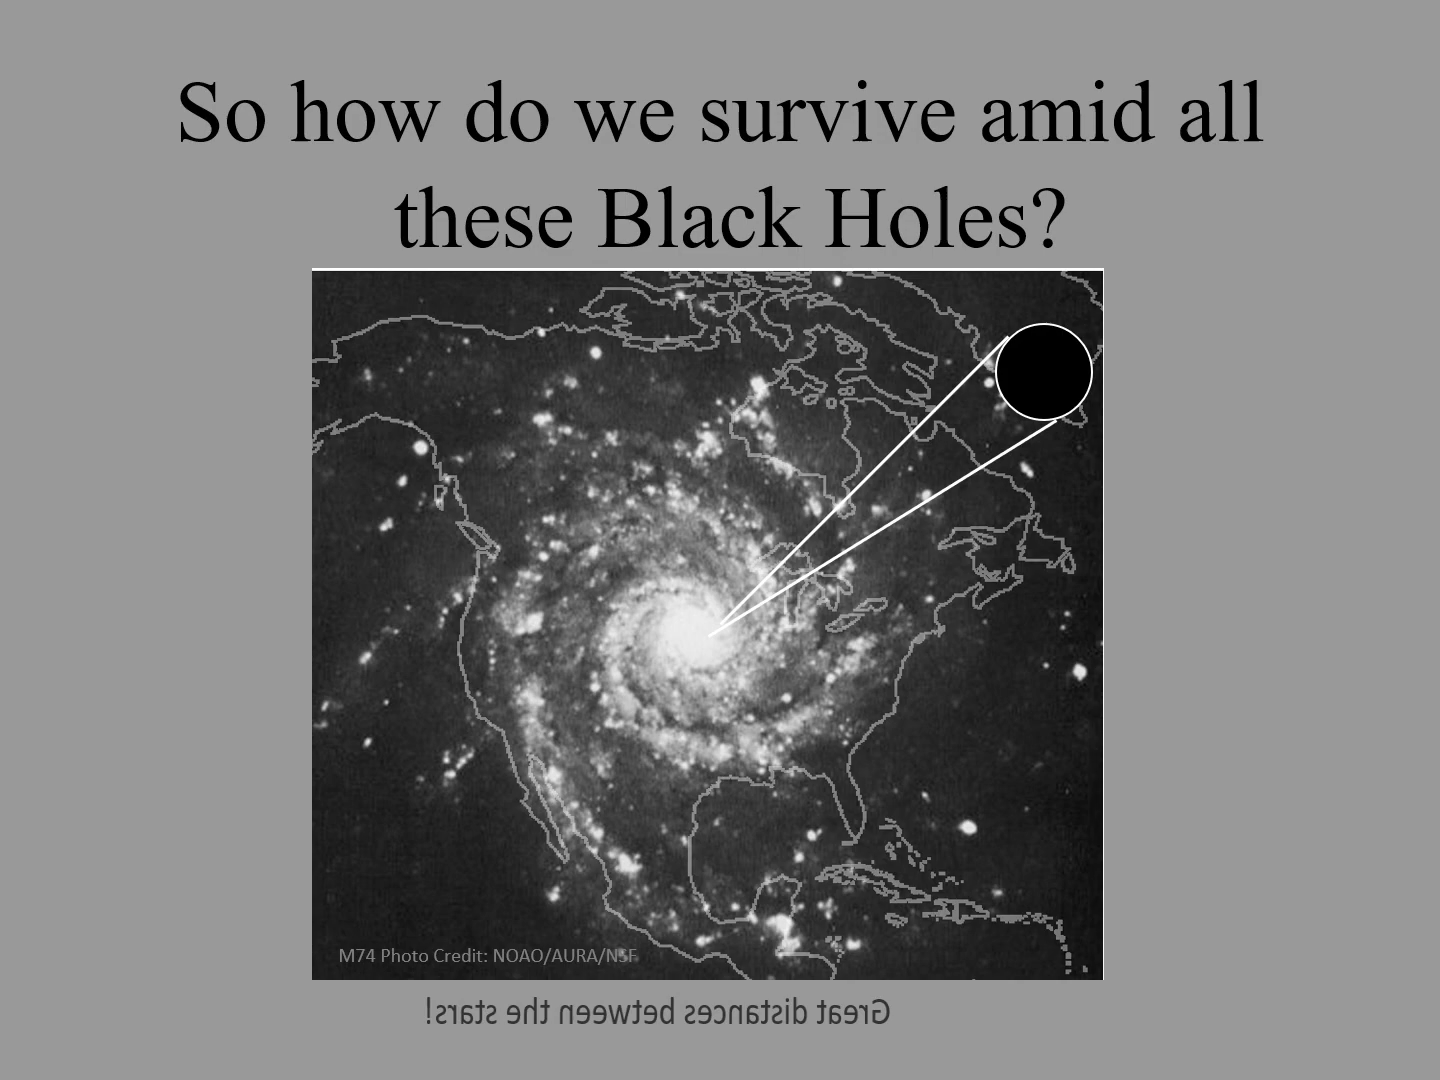 So how do we survive amid all
these Black Holes?
M74 Photo Credit: NOAO/AURA/NSF
Great distances between the stars!